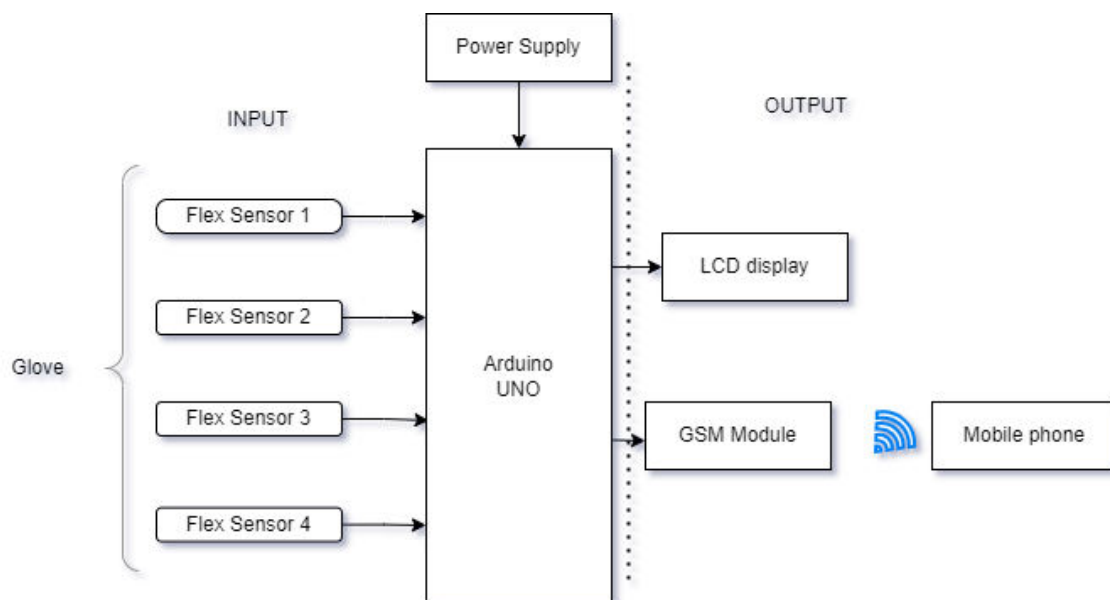 Power Supply
INPUT
OUTPUT
Flex Sensor 1
LCD display
Flex Sensor 2
Glove
Arduino
UNO
Flex Sensor 3
GSM Module
Mobile phone
Flex Sensor 4